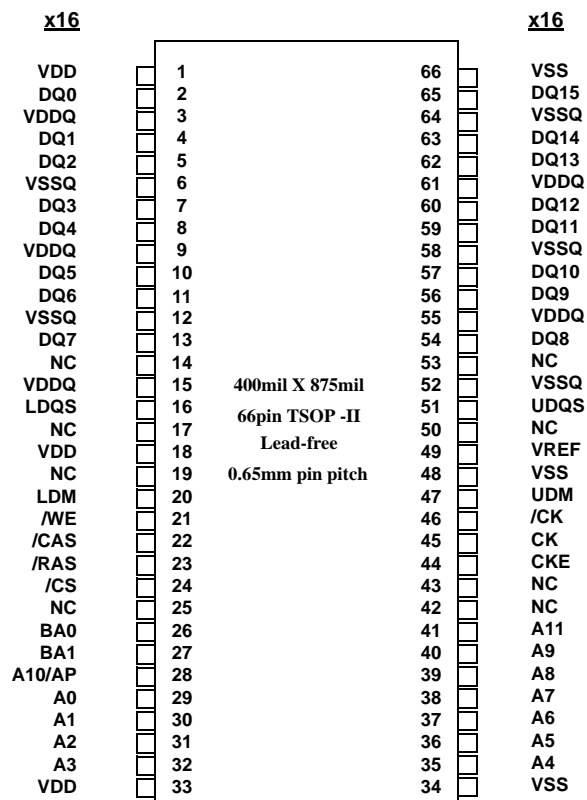 x16 x16
VDD 1 66 VSS
DQ0 2 65 DQ15
VDDQ 3 64 VSSQ
DQ1 4 63 DQ14
DQ2 5 62 DQ13
VSSQ 6 61 VDDQ
DQ3 7 60 DQ12
DQ4 8 59 DQ11
VDDQ 9 58 VSSQ
DQ5 10 57 DQ10
DQ6 11 56 DQ9
VSSQ 12 55 VDDQ
DQ7 13 54 DQ8
NC 14 53 NC
VDDQ 15 400mil X 875mil 52 VSSQ
LDQS 16 66pin TSOP -II 51 UDQS
NC 17 Lead-free 50 NC
VDD 18 49 VREF
NC 19 0.65mm pin pitch 48 VSS
LDM 20 47 UDM
/WE 21 46 /CK
/CAS 22 45 CK
/RAS 23 44 CKE
/CS 24 43 NC
NC 25 42 NC
BA0 26 41 A11
BA1 27 40 A9
A10/AP 28 39 A8
A0 29 38 A7
A1 30 37 A6
A2 31 36 A5
A3 32 35 A4
VDD 33 34 VSS